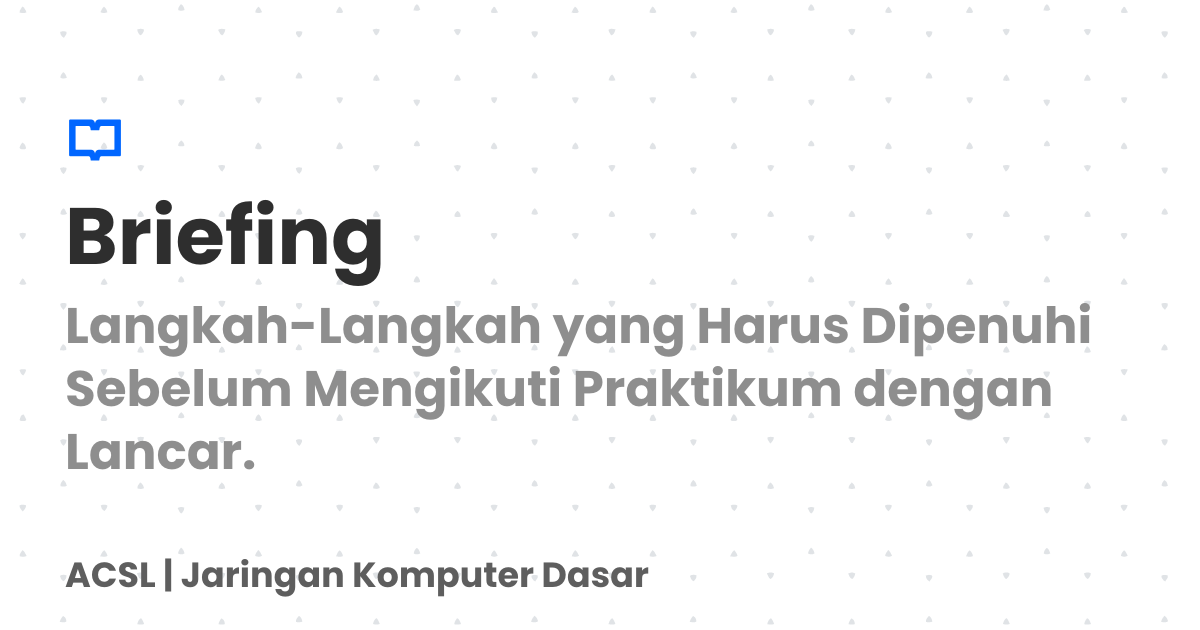 Briefing
Langkah-Langkah yang Harus Dipenuhi
Sebelum Mengikuti Praktikum dengan
Lancar.
ACSL | Jaringan Komputer Dasar